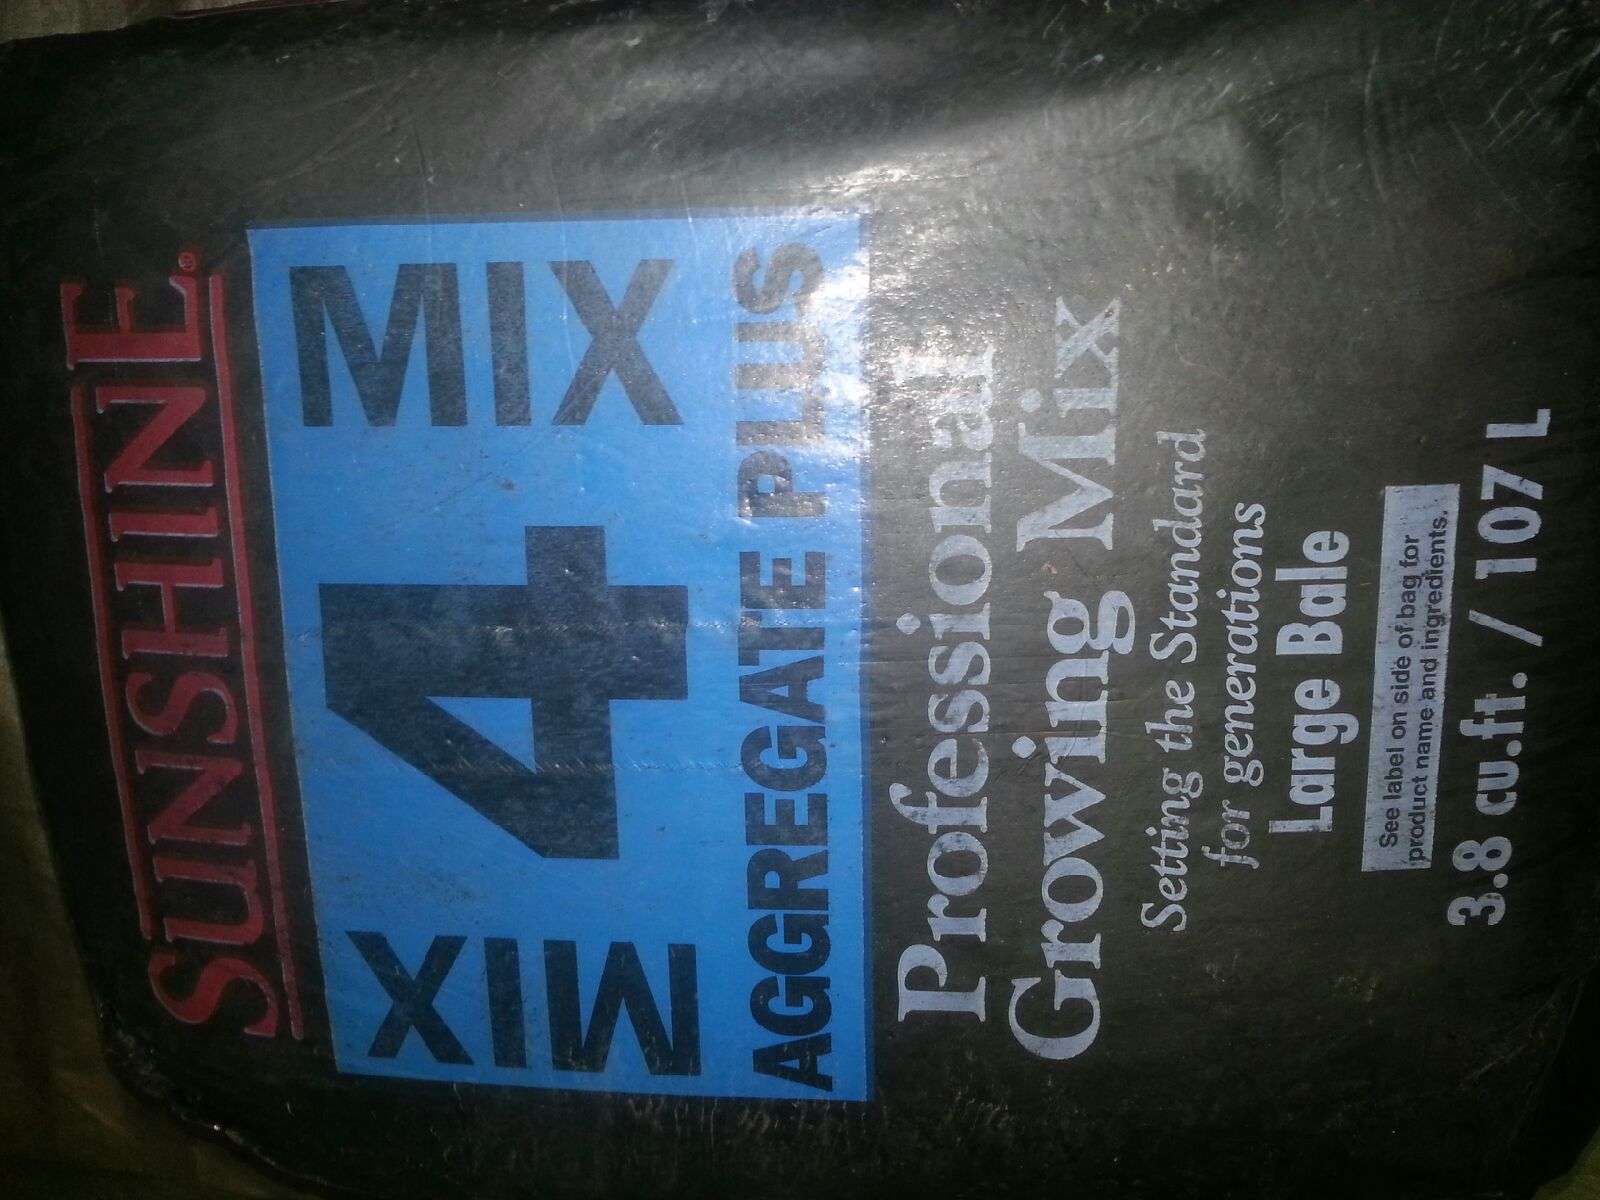 SUNSHINE®
MIX 4 MIX
AGGREGATE PLUS
Professional
Growing Mix
Setting the Standard
for generations
Large Bale
See label on side of bag for
product name and ingredients.
3.8 cu.ft. / 107 L